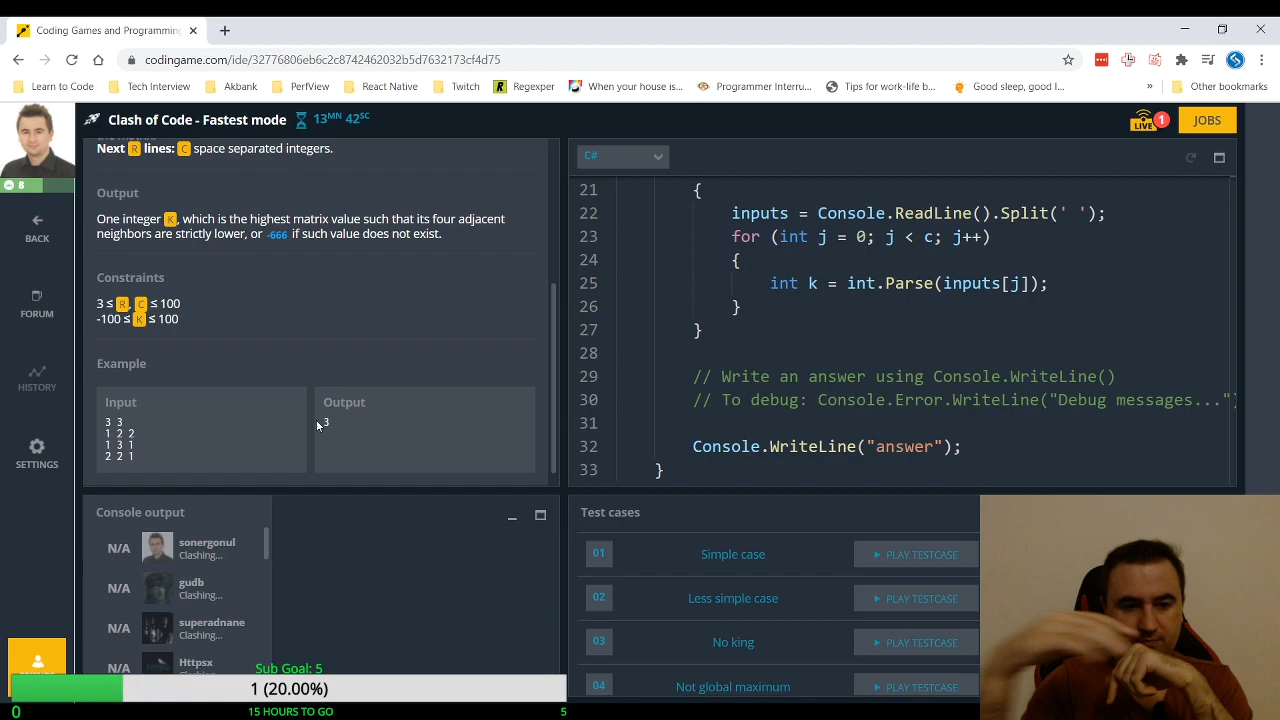 Coding Games and Programming
codingame.com/ide/32776806eb6c2c8742462032b5d7632173cf4d75
Learn to Code
Tech Interview
Akbank
PerfView
React Native
Twitch
Regexper
When your house is...
Programmer Interru...
Tips for work-life b...
Good sleep, good l...
»
Other bookmarks
8
BACK
FORUM
HISTORY
SETTINGS
Clash of Code - Fastest mode
13MN 42SC
LIVE
1
JOBS
Next R lines: C space separated integers.
Output
One integer K, which is the highest matrix value such that its four adjacent
neighbors are strictly lower, or -666 if such value does not exist.
Constraints
3 ≤ R, C ≤ 100
-100 ≤ K ≤ 100
Example
Input
3 3
1 2 2
1 3 1
2 2 1
Output
3
C#
21 {
22 inputs = Console.ReadLine().Split(' ');
23 for (int j = 0; j < c; j++)
24 {
25 int k = int.Parse(inputs[j]);
26 }
27 }
28
29 // Write an answer using Console.WriteLine()
30 // To debug: Console.Error.WriteLine("Debug messages...")
31
32 Console.WriteLine("answer");
33 }
Console output
N/A
sonergonul
Clashing...
N/A
gudb
Clashing...
N/A
superadnane
Clashing...
N/A
Httpsx
Test cases
01 Simple case PLAY TESTCASE
02 Less simple case PLAY TESTCASE
03 No king PLAY TESTCASE
04 Not global maximum PLAY TESTCASE
Sub Goal: 5
1 (20.00%)
0
15 HOURS TO GO
5